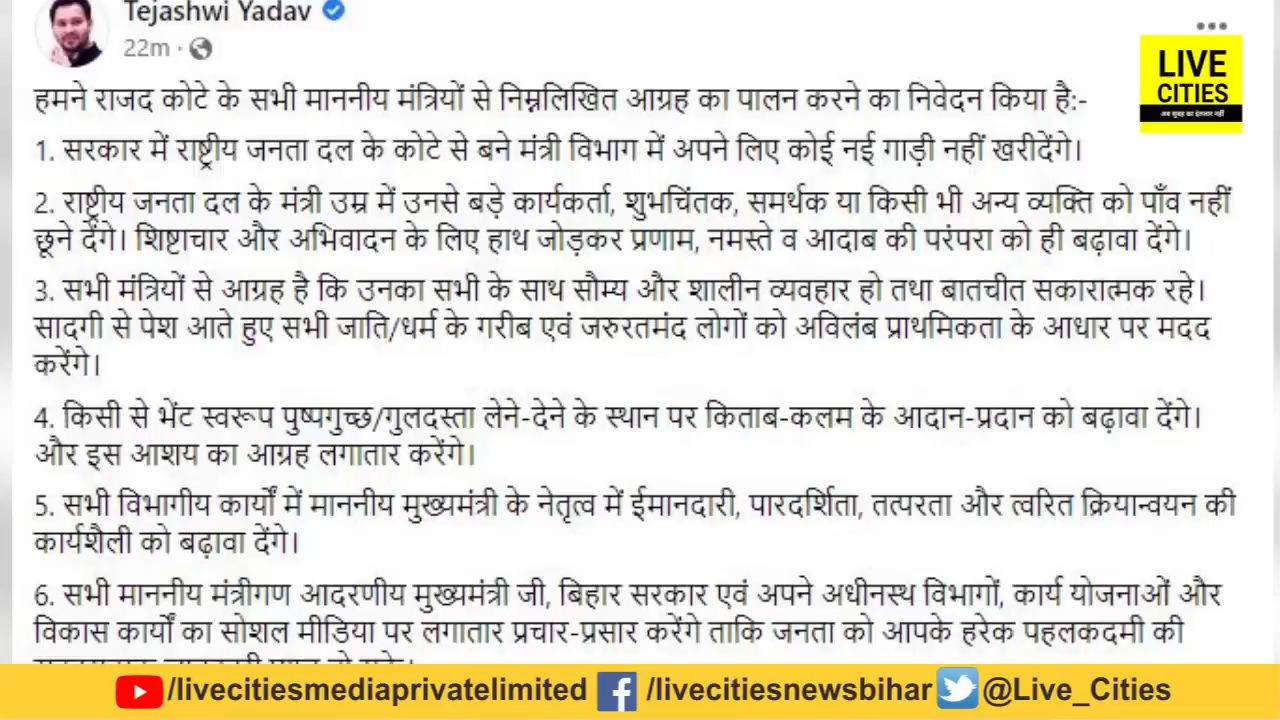 Tejashwi Yadav
22m
LIVE
CITIES
अब सुबह का इंतजार नहीं
हमने राजद कोटे के सभी माननीय मंत्रियों से निम्नलिखित आग्रह का पालन करने का निवेदन किया है:-
1. सरकार में राष्ट्रीय जनता दल के कोटे से बने मंत्री विभाग में अपने लिए कोई नई गाड़ी नहीं खरीदेंगे।
2. राष्ट्रीय जनता दल के मंत्री उम्र में उनसे बड़े कार्यकर्ता, शुभचिंतक, समर्थक या किसी भी अन्य व्यक्ति को पाँव नहीं
छूने देंगे। शिष्टाचार और अभिवादन के लिए हाथ जोड़कर प्रणाम, नमस्ते व आदाब की परंपरा को ही बढ़ावा देंगे।
3. सभी मंत्रियों से आग्रह है कि उनका सभी के साथ सौम्य और शालीन व्यवहार हो तथा बातचीत सकारात्मक रहे।
सादगी से पेश आते हुए सभी जाति/धर्म के गरीब एवं जरुरतमंद लोगों को अविलंब प्राथमिकता के आधार पर मदद
करेंगे।
4. किसी से भेंट स्वरूप पुष्पगुच्छ/गुलदस्ता लेने-देने के स्थान पर किताब-कलम के आदान-प्रदान को बढ़ावा देंगे।
और इस आशय का आग्रह लगातार करेंगे।
5. सभी विभागीय कार्यों में माननीय मुख्यमंत्री के नेतृत्व में ईमानदारी, पारदर्शिता, तत्परता और त्वरित क्रियान्वयन की
कार्यशैली को बढ़ावा देंगे।
6. सभी माननीय मंत्रीगण आदरणीय मुख्यमंत्री जी, बिहार सरकार एवं अपने अधीनस्थ विभागों, कार्य योजनाओं और
विकास कार्यों का सोशल मीडिया पर लगातार प्रचार-प्रसार करेंगे ताकि जनता को आपके हरेक पहलकदमी की
/livecitiesmediaprivatelimited /livecitiesnewsbihar @Live_Cities